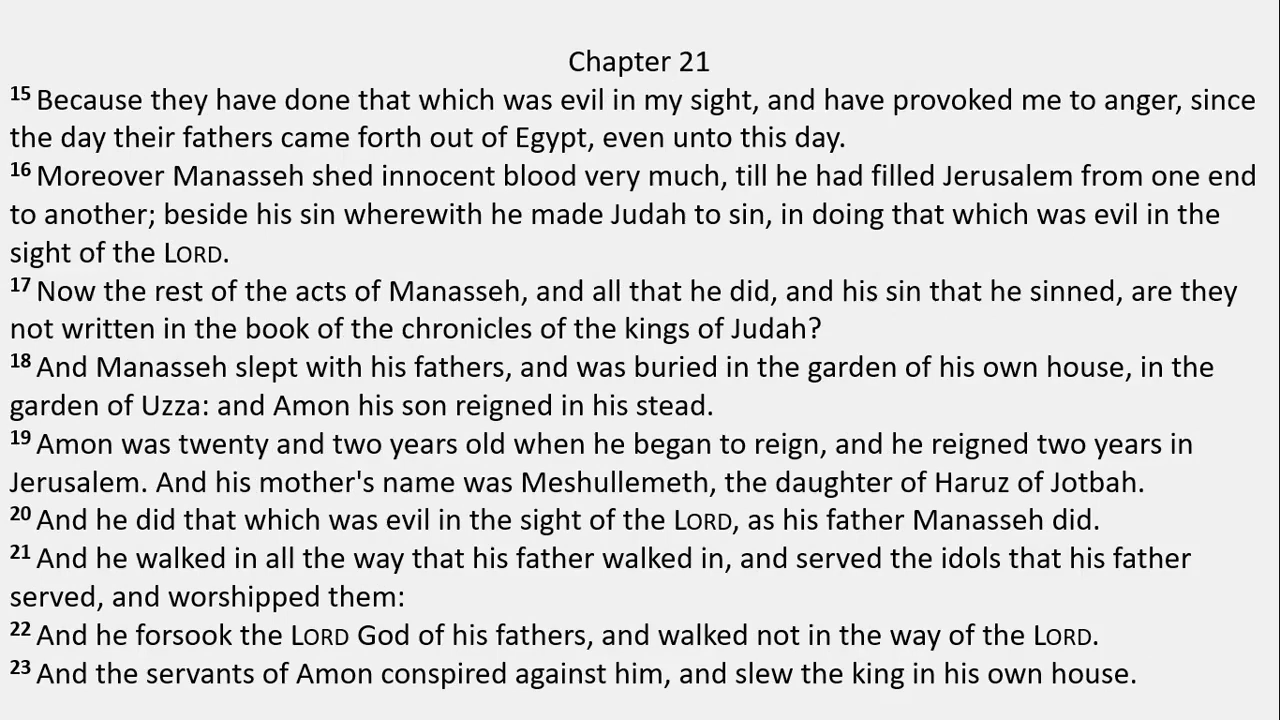 Chapter 21
15 Because they have done that which was evil in my sight, and have provoked me to anger, since
the day their fathers came forth out of Egypt, even unto this day.
16 Moreover Manasseh shed innocent blood very much, till he had filled Jerusalem from one end
to another; beside his sin wherewith he made Judah to sin, in doing that which was evil in the
sight of the LORD.
17 Now the rest of the acts of Manasseh, and all that he did, and his sin that he sinned, are they
not written in the book of the chronicles of the kings of Judah?
18 And Manasseh slept with his fathers, and was buried in the garden of his own house, in the
garden of Uzza: and Amon his son reigned in his stead.
19 Amon was twenty and two years old when he began to reign, and he reigned two years in
Jerusalem. And his mother's name was Meshullemeth, the daughter of Haruz of Jotbah.
20 And he did that which was evil in the sight of the LORD, as his father Manasseh did.
21 And he walked in all the way that his father walked in, and served the idols that his father
served, and worshipped them:
22 And he forsook the LORD God of his fathers, and walked not in the way of the LORD.
23 And the servants of Amon conspired against him, and slew the king in his own house.